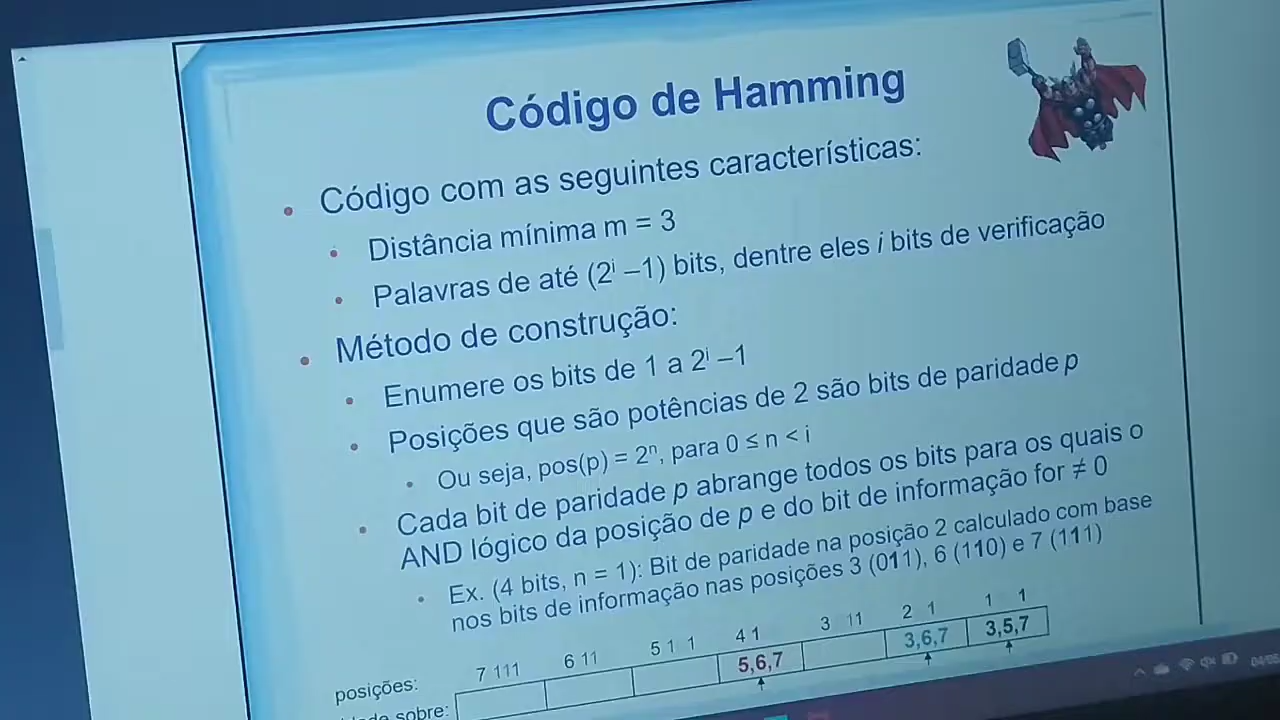 Código de Hamming
Código com as seguintes características:
Distância mínima m = 3
Palavras de até (2ⁱ –1) bits, dentre eles i bits de verificação
Método de construção:
Enumere os bits de 1 a 2ⁱ –1
Posições que são potências de 2 são bits de paridade p
Ou seja, pos(p) = 2ⁿ, para 0 ≤ n < i
Cada bit de paridade p abrange todos os bits para os quais o
AND lógico da posição de p e do bit de informação for ≠ 0
Ex. (4 bits, n = 1): Bit de paridade na posição 2 calculado com base
nos bits de informação nas posições 3 (011), 6 (110) e 7 (111)
posições: 7 111 6 11 5 1 1 4 1 3 11 2 1 1 1
sobre: 5,6,7 3,6,7 3,5,7